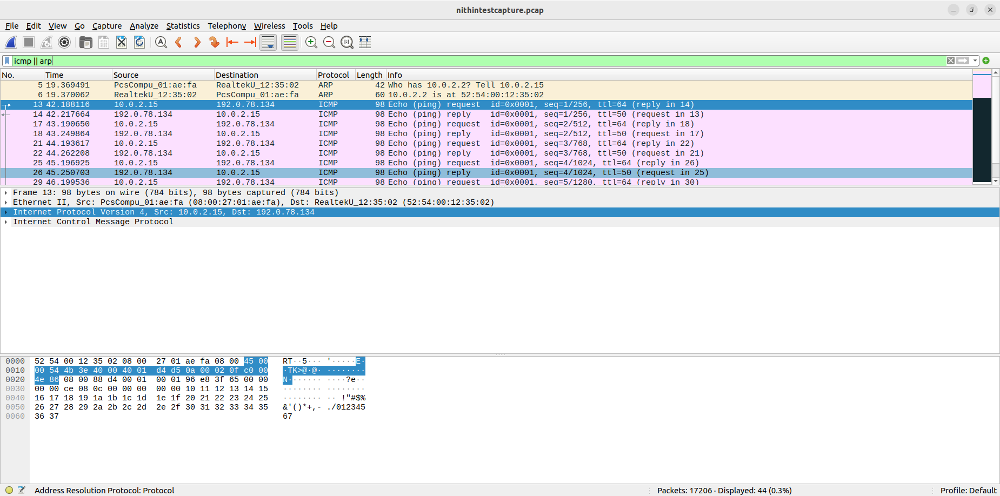 nithintestcapture.pcap
File Edit View Go Capture Analyze Statistics Telephony Wireless Tools Help
icmp || arp
No. Time Source Destination Protocol Length Info
5 19.369491 PcsCompu_01:ae:fa RealtekU_12:35:02 ARP 42 Who has 10.0.2.2? Tell 10.0.2.15
6 19.370062 RealtekU_12:35:02 PcsCompu_01:ae:fa ARP 60 10.0.2.2 is at 52:54:00:12:35:02
13 42.188116 10.0.2.15 192.0.78.134 ICMP 98 Echo (ping) request id=0x0001, seq=1/256, ttl=64 (reply in 14)
14 42.217664 192.0.78.134 10.0.2.15 ICMP 98 Echo (ping) reply id=0x0001, seq=1/256, ttl=50 (request in 13)
17 43.190650 10.0.2.15 192.0.78.134 ICMP 98 Echo (ping) request id=0x0001, seq=2/512, ttl=64 (reply in 18)
18 43.249864 192.0.78.134 10.0.2.15 ICMP 98 Echo (ping) reply id=0x0001, seq=2/512, ttl=50 (request in 17)
21 44.193617 10.0.2.15 192.0.78.134 ICMP 98 Echo (ping) request id=0x0001, seq=3/768, ttl=64 (reply in 22)
22 44.262208 192.0.78.134 10.0.2.15 ICMP 98 Echo (ping) reply id=0x0001, seq=3/768, ttl=50 (request in 21)
25 45.196925 10.0.2.15 192.0.78.134 ICMP 98 Echo (ping) request id=0x0001, seq=4/1024, ttl=64 (reply in 26)
26 45.250703 192.0.78.134 10.0.2.15 ICMP 98 Echo (ping) reply id=0x0001, seq=4/1024, ttl=50 (request in 25)
29 46.199536 10.0.2.15 192.0.78.134 ICMP 98 Echo (ping) request id=0x0001, seq=5/1280, ttl=64 (reply in 30)
Frame 13: 98 bytes on wire (784 bits), 98 bytes captured (784 bits)
Ethernet II, Src: PcsCompu_01:ae:fa (08:00:27:01:ae:fa), Dst: RealtekU_12:35:02 (52:54:00:12:35:02)
Internet Protocol Version 4, Src: 10.0.2.15, Dst: 192.0.78.134
Internet Control Message Protocol
0000 52 54 00 12 35 02 08 00 27 01 ae fa 08 00 45 00 RT··5··· '·····E·
0010 00 54 4b 3e 40 00 40 01 d4 d5 0a 00 02 0f c0 00 ·TK>@·@· ········
0020 4e 86 08 00 88 d4 00 01 00 01 96 e8 3f 65 00 00 N······· ····?e··
0030 00 00 ce 08 0c 00 00 00 00 00 10 11 12 13 14 15 ········ ········
0040 16 17 18 19 1a 1b 1c 1d 1e 1f 20 21 22 23 24 25 ········ ·· !"#$%
0050 26 27 28 29 2a 2b 2c 2d 2e 2f 30 31 32 33 34 35 &'()*+,- ./012345
0060 36 37 67
Address Resolution Protocol: Protocol Packets: 17206 · Displayed: 44 (0.3%) Profile: Default